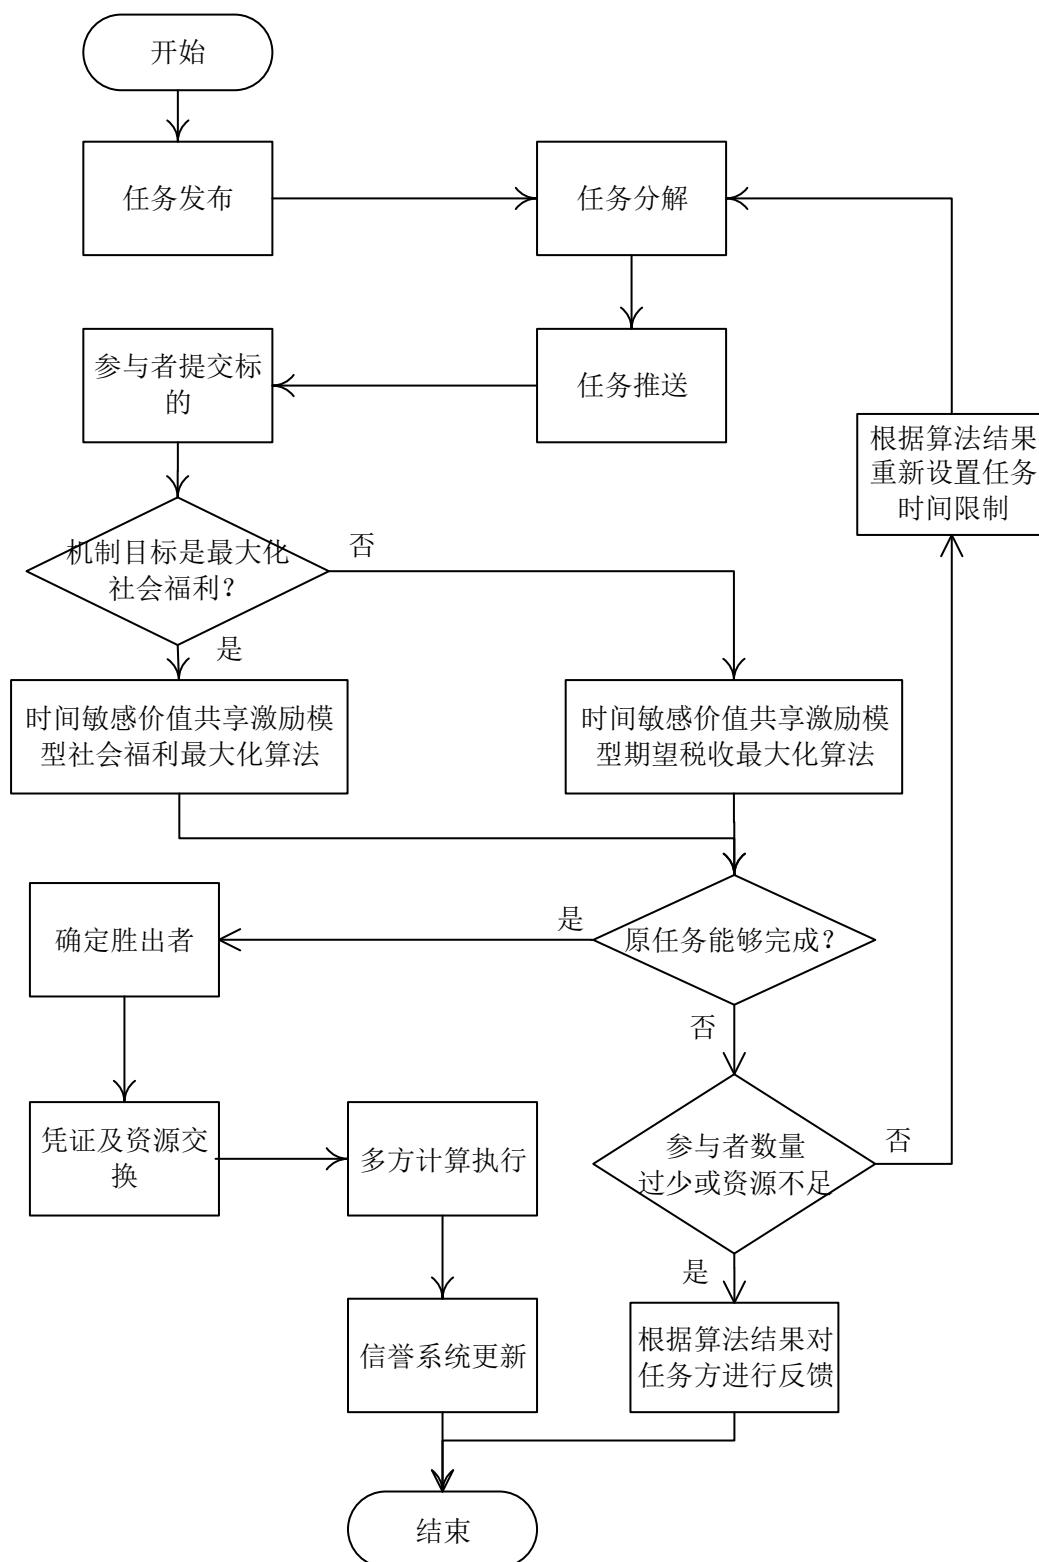 开始
任务发布
任务分解
参与者提交标
的
任务推送
根据算法结果
重新设置任务
时间限制
机制目标是最大化
社会福利？
否
是
时间敏感价值共享激励模
型社会福利最大化算法
时间敏感价值共享激励模
型期望税收最大化算法
确定胜出者
是
原任务能够完成？
否
凭证及资源交
换
多方计算执行
参与者数量
过少或资源不足
否
是
信誉系统更新
根据算法结果对
任务方进行反馈
结束